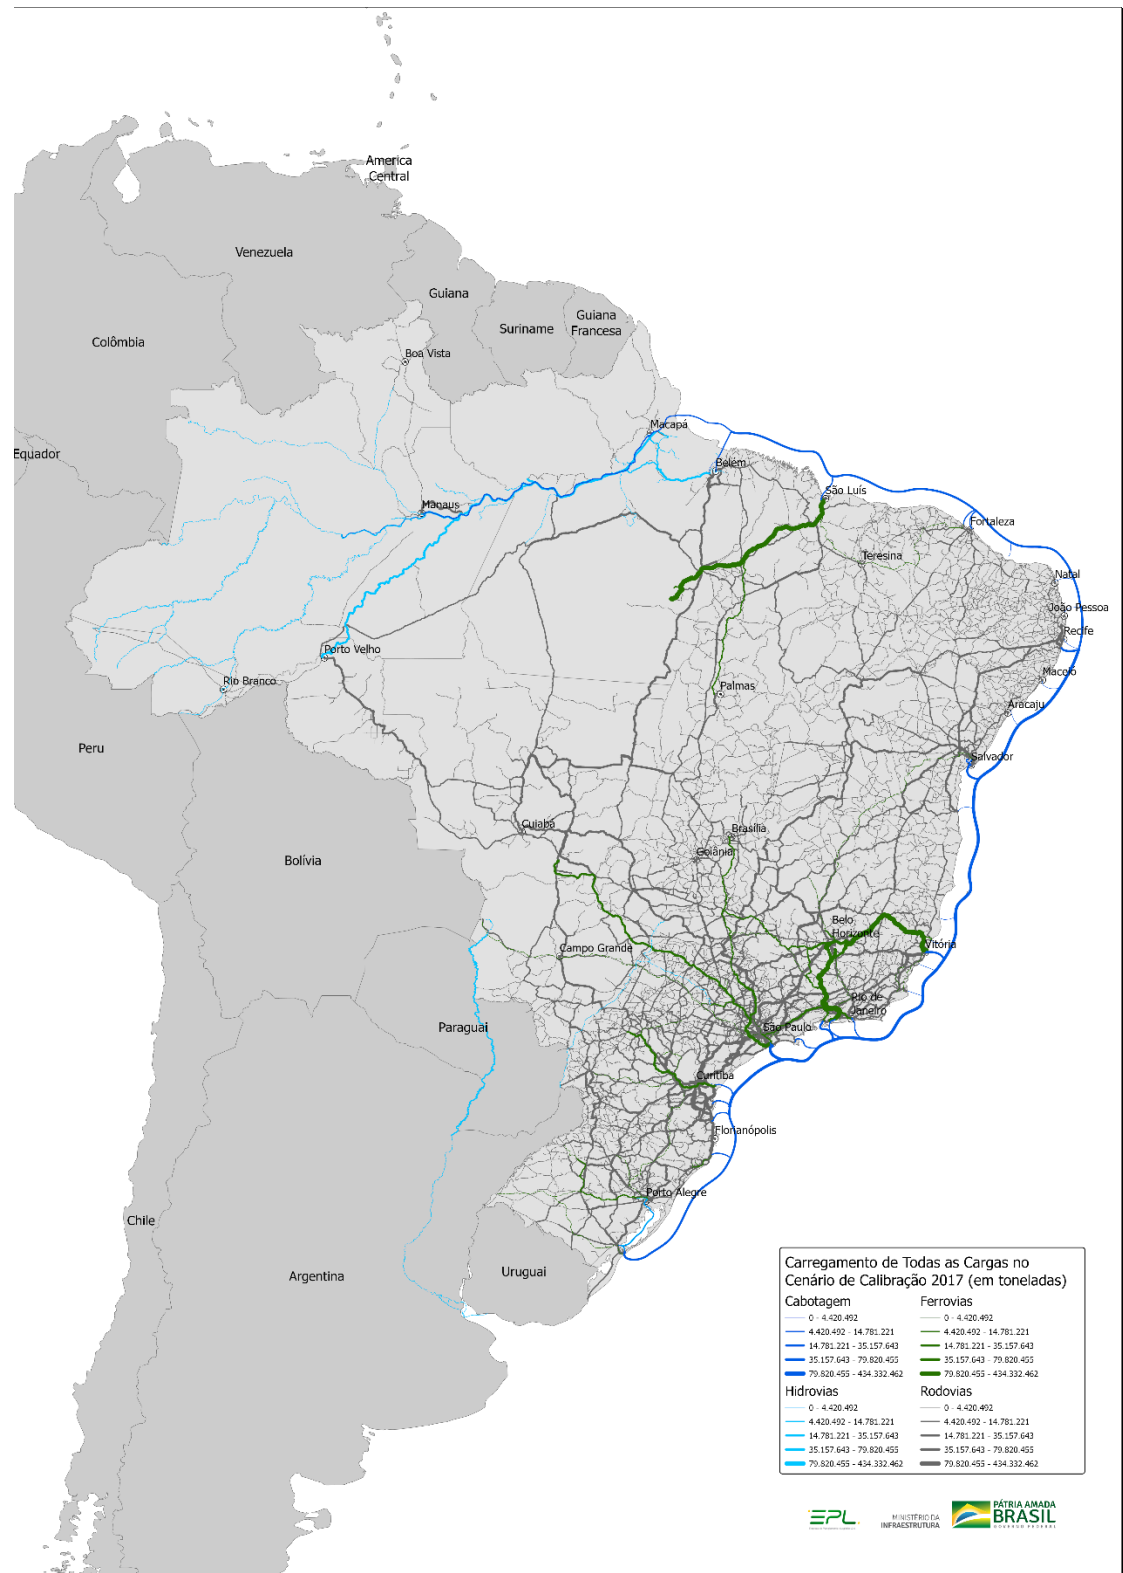 America
Central
Venezuela
Guiana
Suriname
Guiana
Francesa
Colômbia
Boa Vista
Macapá
Equador
Belém
São Luís
Manaus
Fortaleza
Teresina
Natal
João Pessoa
Recife
Porto Velho
Maceió
Rio Branco
Palmas
Aracaju
Peru
Salvador
Cuiabá
Brasília
Goiânia
Bolívia
Belo
Horizonte
Vitória
Campo Grande
Rio de
Janeiro
Paraguai
São Paulo
Curitiba
Florianópolis
Porto Alegre
Chile
Uruguai
Argentina
Carregamento de Todas as Cargas no
Cenário de Calibração 2017 (em toneladas)
Cabotagem
0 - 4.420.492
4.420.492 - 14.781.221
14.781.221 - 35.157.643
35.157.643 - 79.820.455
79.820.455 - 434.332.462
Ferrovias
0 - 4.420.492
4.420.492 - 14.781.221
14.781.221 - 35.157.643
35.157.643 - 79.820.455
79.820.455 - 434.332.462
Hidrovias
0 - 4.420.492
4.420.492 - 14.781.221
14.781.221 - 35.157.643
35.157.643 - 79.820.455
79.820.455 - 434.332.462
Rodovias
0 - 4.420.492
4.420.492 - 14.781.221
14.781.221 - 35.157.643
35.157.643 - 79.820.455
79.820.455 - 434.332.462
EPL
MINISTÉRIO DA
INFRAESTRUTURA
PÁTRIA AMADA
BRASIL
GOVERNO FEDERAL